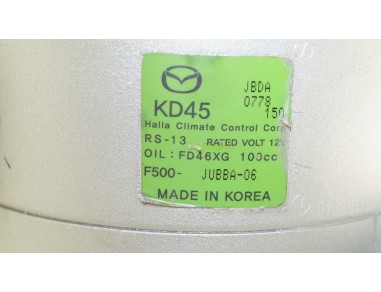 JBDA
KD45 0778
150
Halla Climate Control Corp
RS-13 RATED VOLT 12V
OIL: FD46XG 100cc
F500- JUBBA-06
MADE IN KOREA